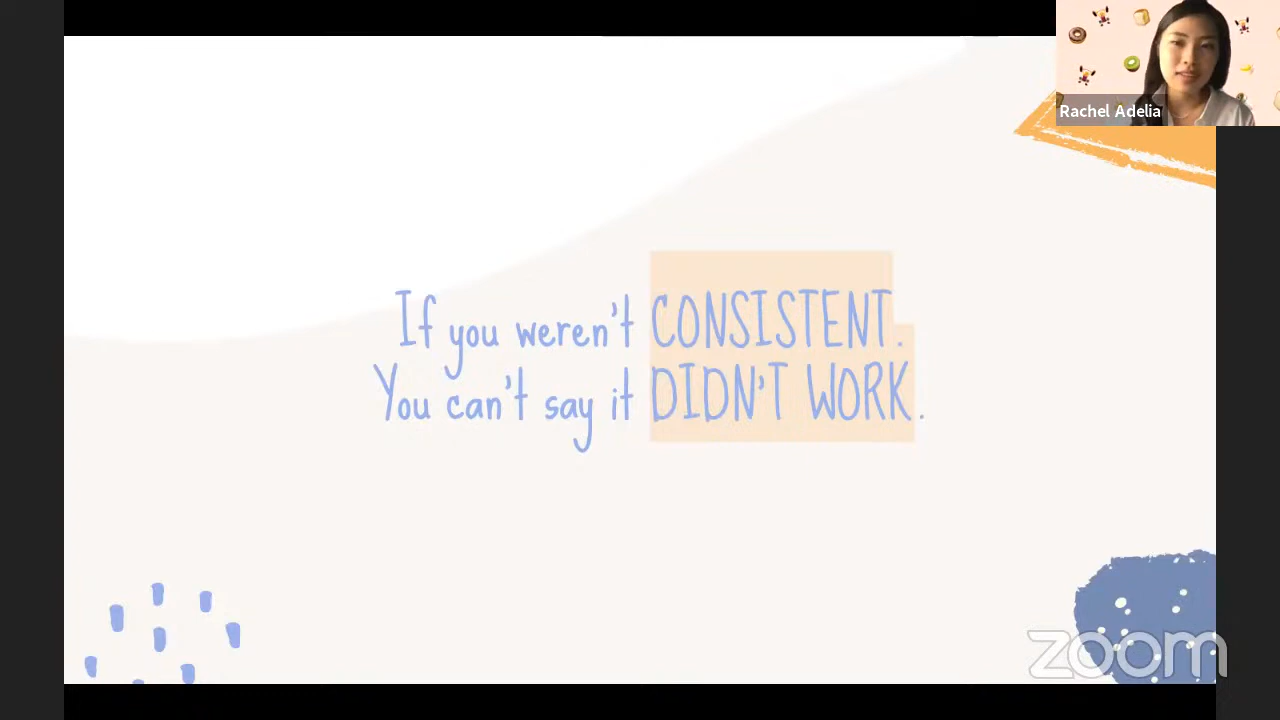 Rachel Adelia
If you weren't CONSISTENT.
You can't say it DIDN'T WORK.
zoom